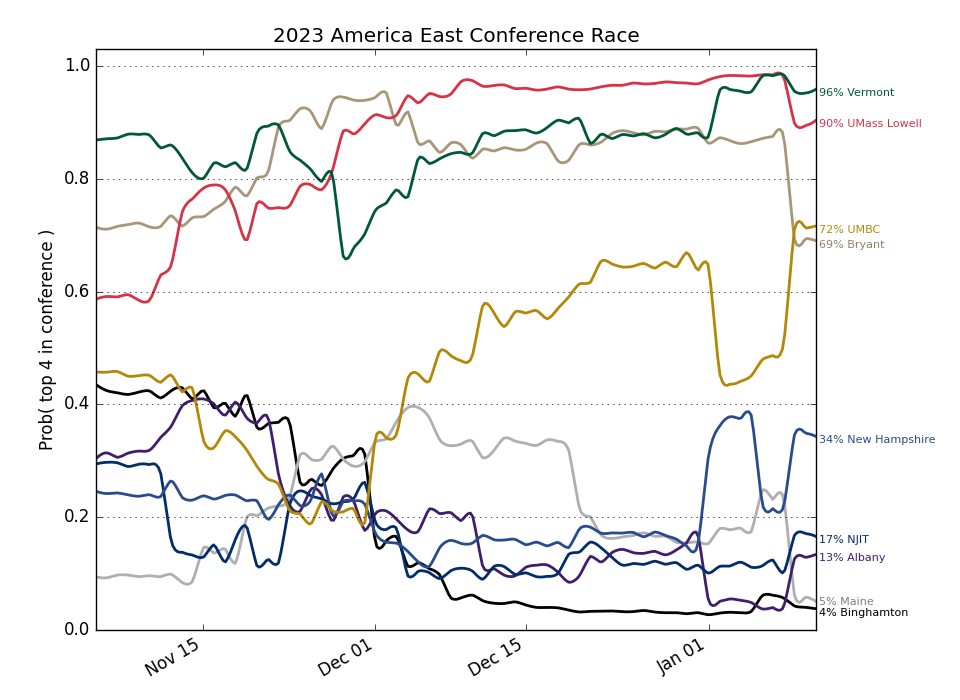 2023 America East Conference Race
Prob( top 4 in conference )
1.0
0.8
0.6
0.4
0.2
0.0
Nov 15
Dec 01
Dec 15
Jan 01
96% Vermont
90% UMass Lowell
72% UMBC
69% Bryant
34% New Hampshire
17% NJIT
13% Albany
5% Maine
4% Binghamton